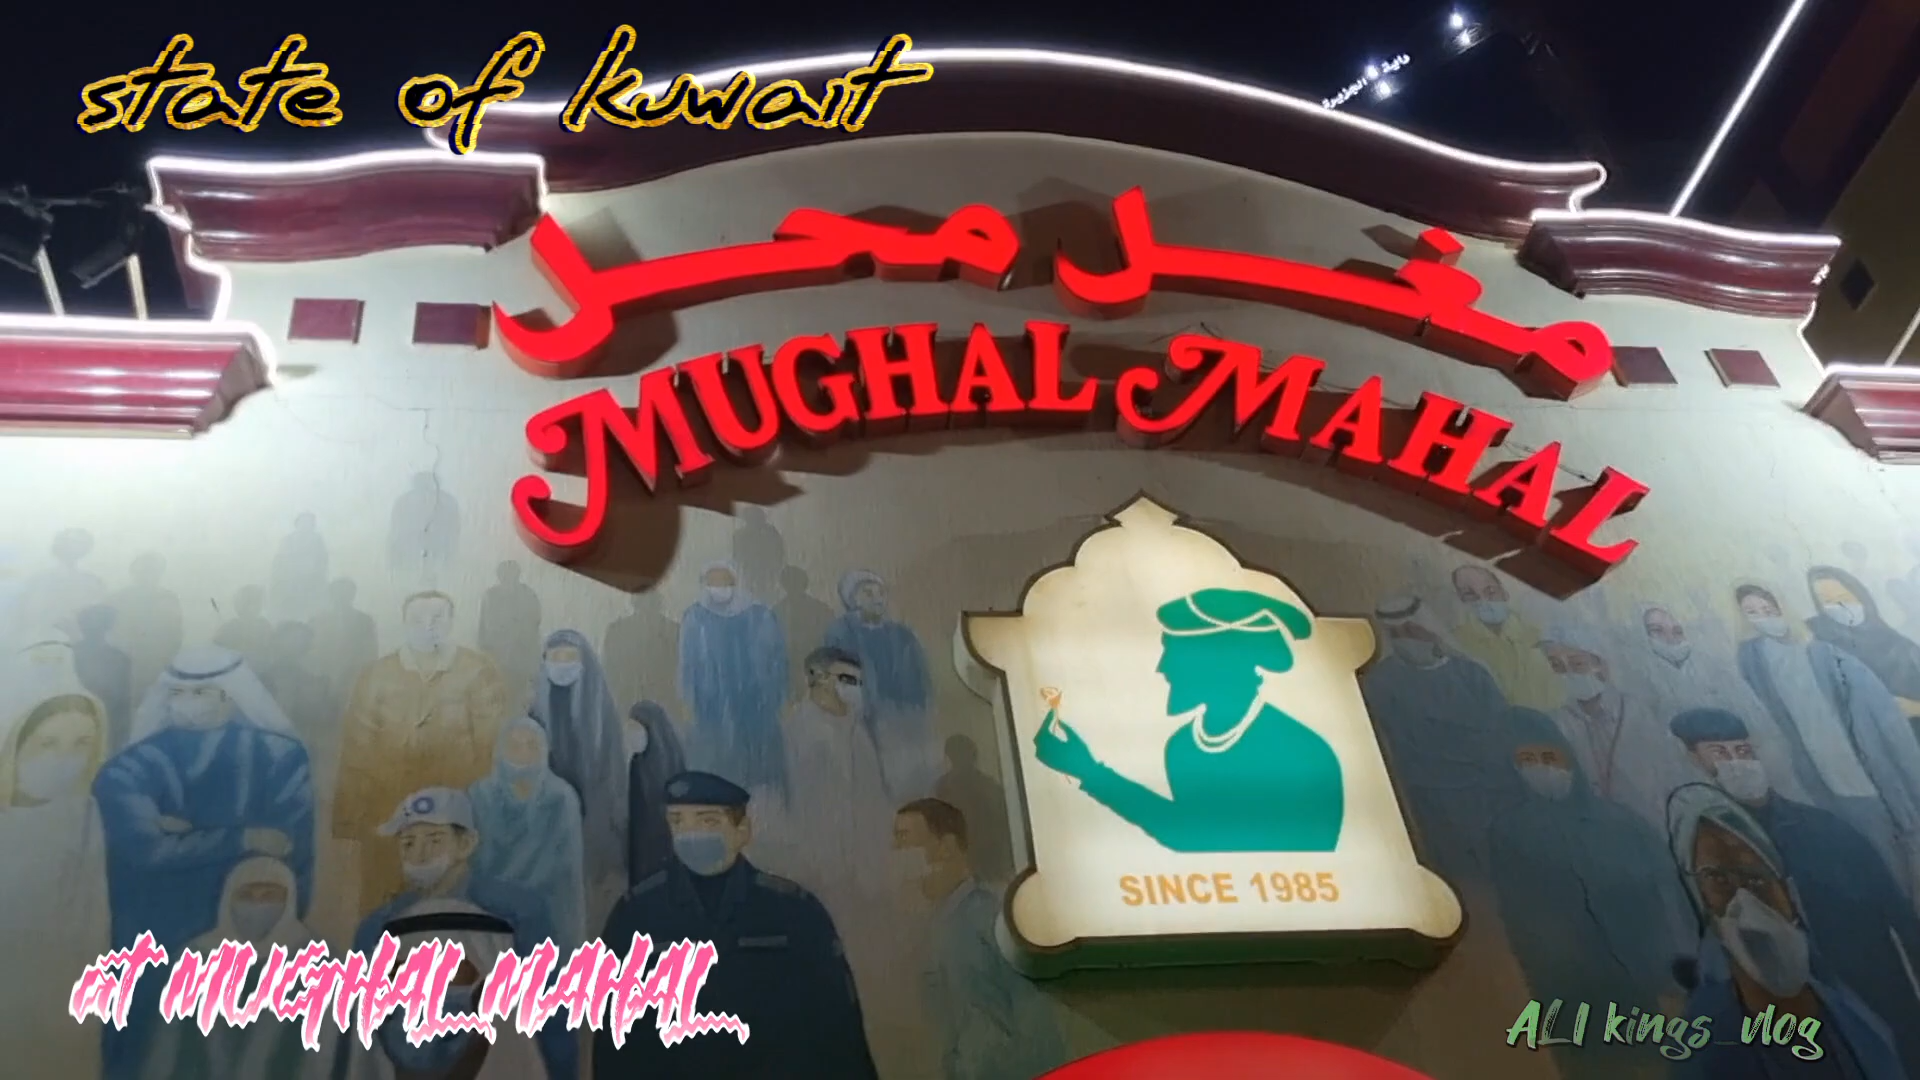 state of kuwait
مغل محل
MUGHAL MAHAL
SINCE 1985
at MUGHAL MAHAL
ALI kings_vlog